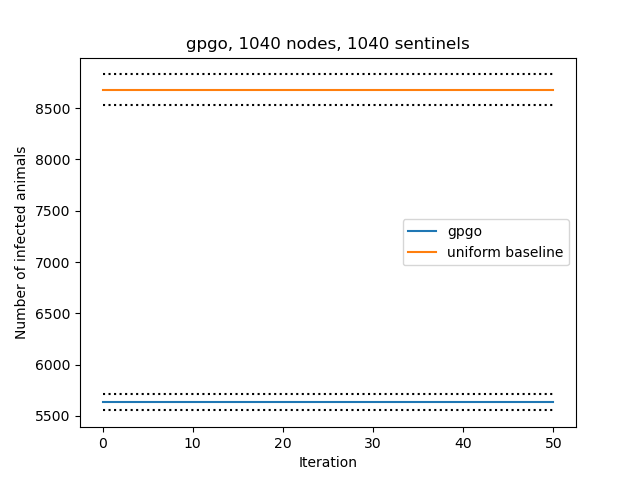 gpgo, 1040 nodes, 1040 sentinels
8500
8000
7500
7000
6500
6000
5500
Number of infected animals
gpgo
uniform baseline
0 10 20 30 40 50
Iteration